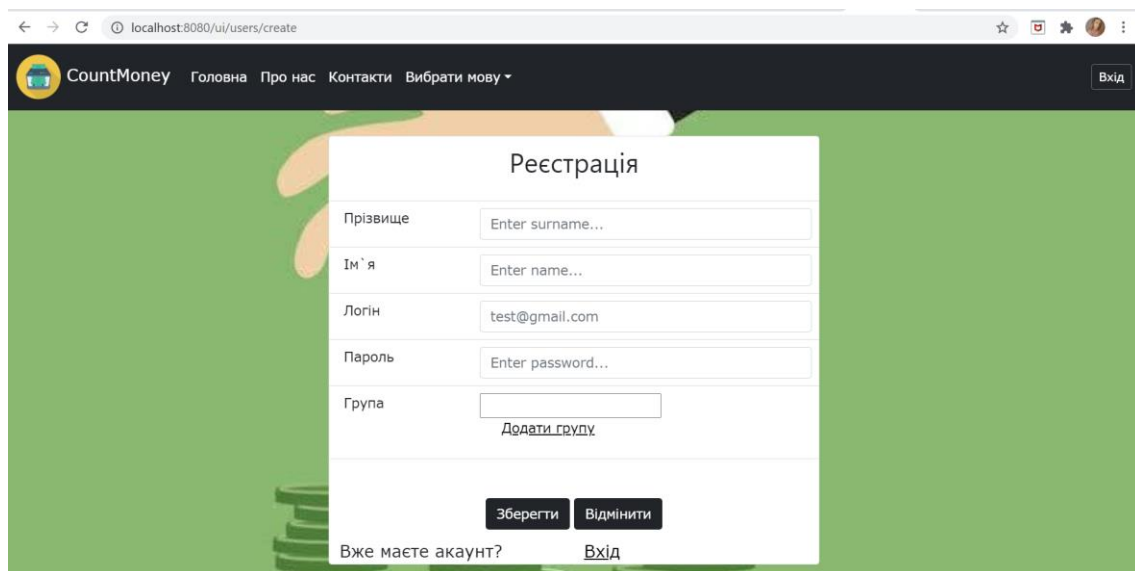 localhost:8080/ui/users/create
CountMoney Головна Про нас Контакти Вибрати мову Вхід
Реєстрація
Прізвище Enter surname...
Ім`я Enter name...
Логін test@gmail.com
Пароль Enter password...
Група
Додати групу
Зберегти Відмінити
Вже маєте акаунт? Вхід